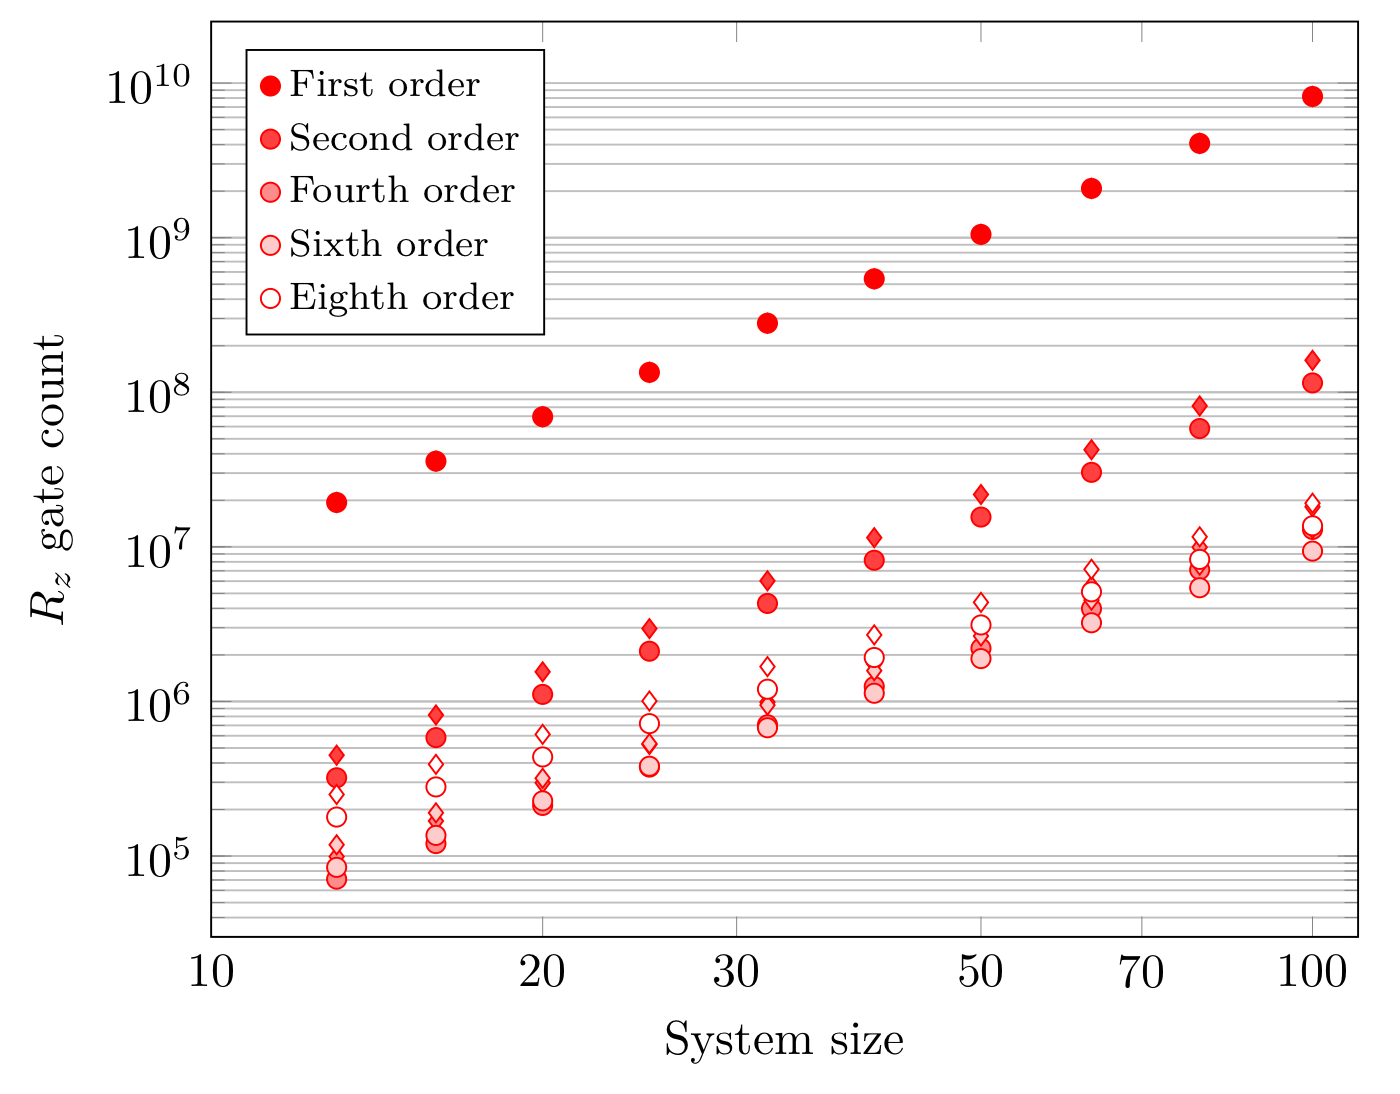 First order
Second order
Fourth order
Sixth order
Eighth order
10^10
10^9
10^8
10^7
10^6
10^5
R_z gate count
10 20 30 50 70 100
System size